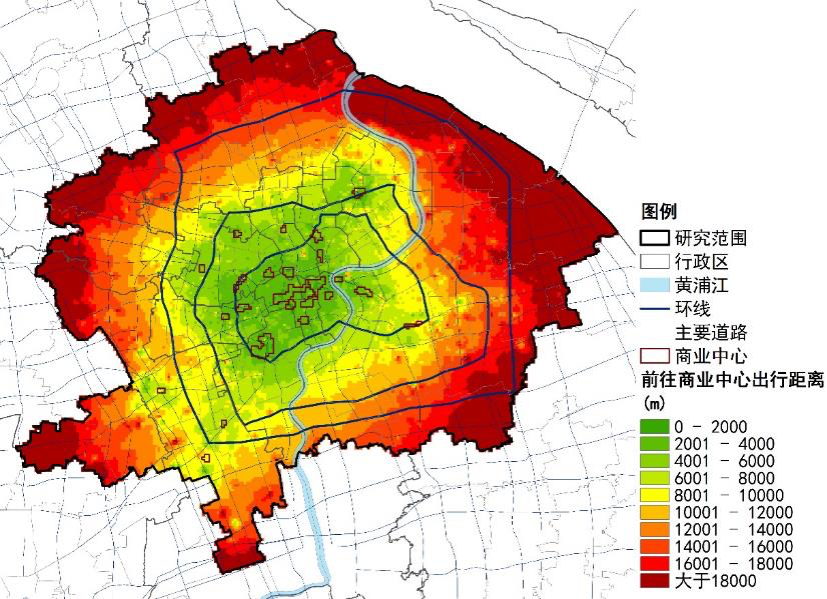 图例
研究范围
行政区
黄浦江
环线
主要道路
商业中心
前往商业中心出行距离
(m)
0 - 2000
2001 - 4000
4001 - 6000
6001 - 8000
8001 - 10000
10001 - 12000
12001 - 14000
14001 - 16000
16001 - 18000
大于18000